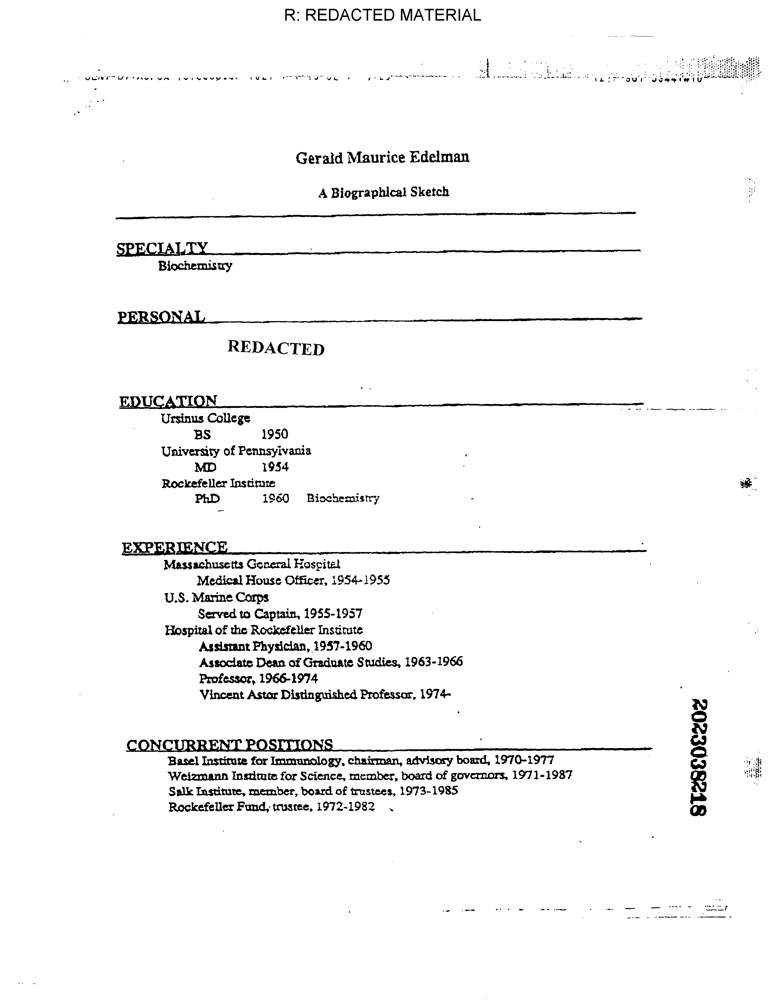 R: REDACTED MATERIAL
Gerald Maurice Edelman
A Biographical Sketch
SPECIALTY
Biochemistry
PERSONAL
REDACTED
EDUCATION
Ursinus College
BS 1950
University of Pennsylvania
MD 1954
Rockefeller Institute
PhD 1960 Biochemistry
EXPERIENCE
Massachusetts General Hospital
Medical House Officer, 1954-1955
U.S. Marine Corps
Served to Captain, 1955-1957
Hospital of the Rockefeller Institute
Assistant Physician, 1957-1960
Associate Dean of Graduate Studies, 1963-1966
Professor, 1966-1974
Vincent Astor Distinguished Professor, 1974-
CONCURRENT POSITIONS
Basel Institute for Immunology, chairman, advisory board, 1970-1977
Weizmann Institute for Science, member, board of governors, 1971-1987
Salk Institute, member, board of trustees, 1973-1985
Rockefeller Fund, trustee, 1972-1982
2023038218